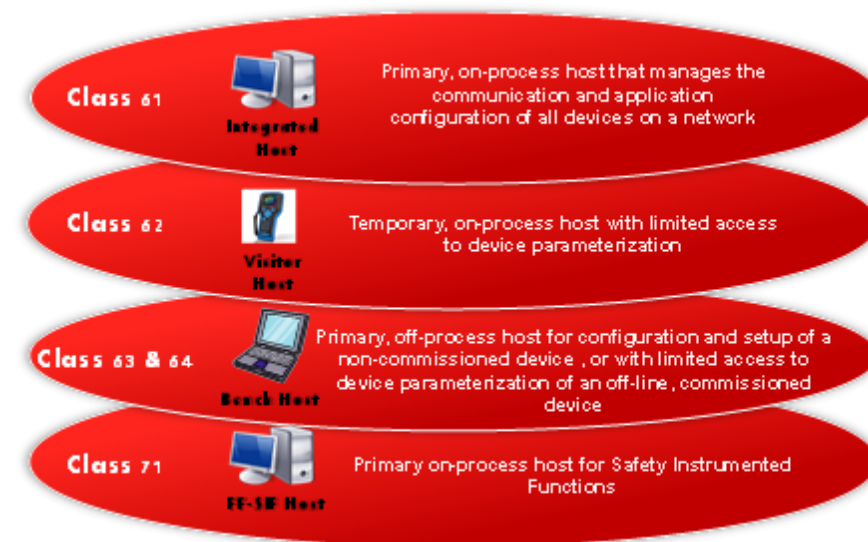 Class 61
Integrated
Host
Primary, on-process host that manages the
communication and application
configuration of all devices on a network
Class 62
Visitor
Host
Temporary, on-process host with limited access
to device parameterization
Class 63 & 64
Bench Host
Primary, off-process host for configuration and setup of a
non-commissioned device , or with limited access to
device parameterization of an off-line, commissioned
device
Class 71
FF-SIF Host
Primary on-process host for Safety Instrumented
Functions